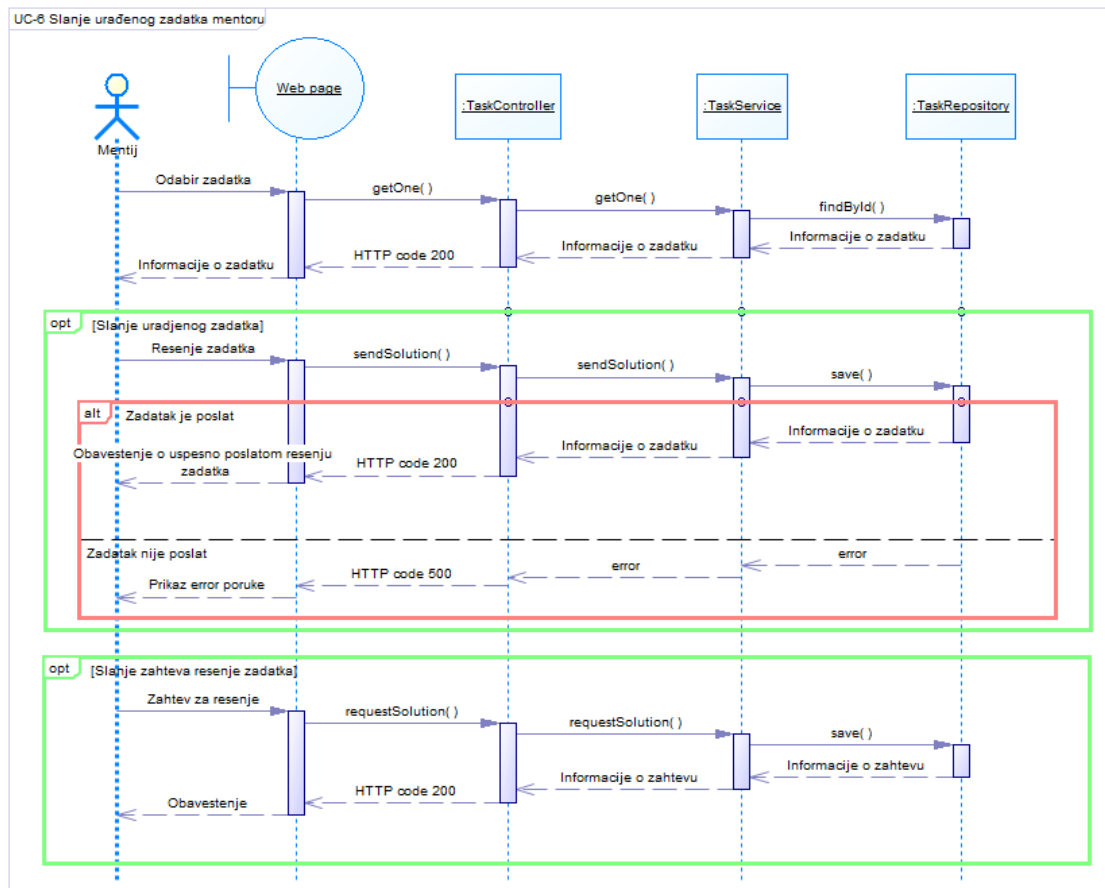 UC-6 Slanje urađenog zadatka mentoru
Web page
:TaskController
:TaskService
:TaskRepository
Mentij
Odabir zadatka
getOne( )
getOne( )
findById( )
Informacije o zadatku
Informacije o zadatku
HTTP code 200
Informacije o zadatku
opt
[Slanje uradjenog zadatka]
Resenje zadatka
sendSolution( )
sendSolution( )
save( )
alt
Zadatak je poslat
Informacije o zadatku
Informacije o zadatku
HTTP code 200
Obavestenje o uspesno poslatom resenju
zadatka
Zadatak nije poslat
error
error
HTTP code 500
Prikaz error poruke
opt
[Slanje zahteva resenje zadatka]
Zahtev za resenje
requestSolution( )
requestSolution( )
save( )
Informacije o zahtevu
Informacije o zahtevu
HTTP code 200
Obavestenje